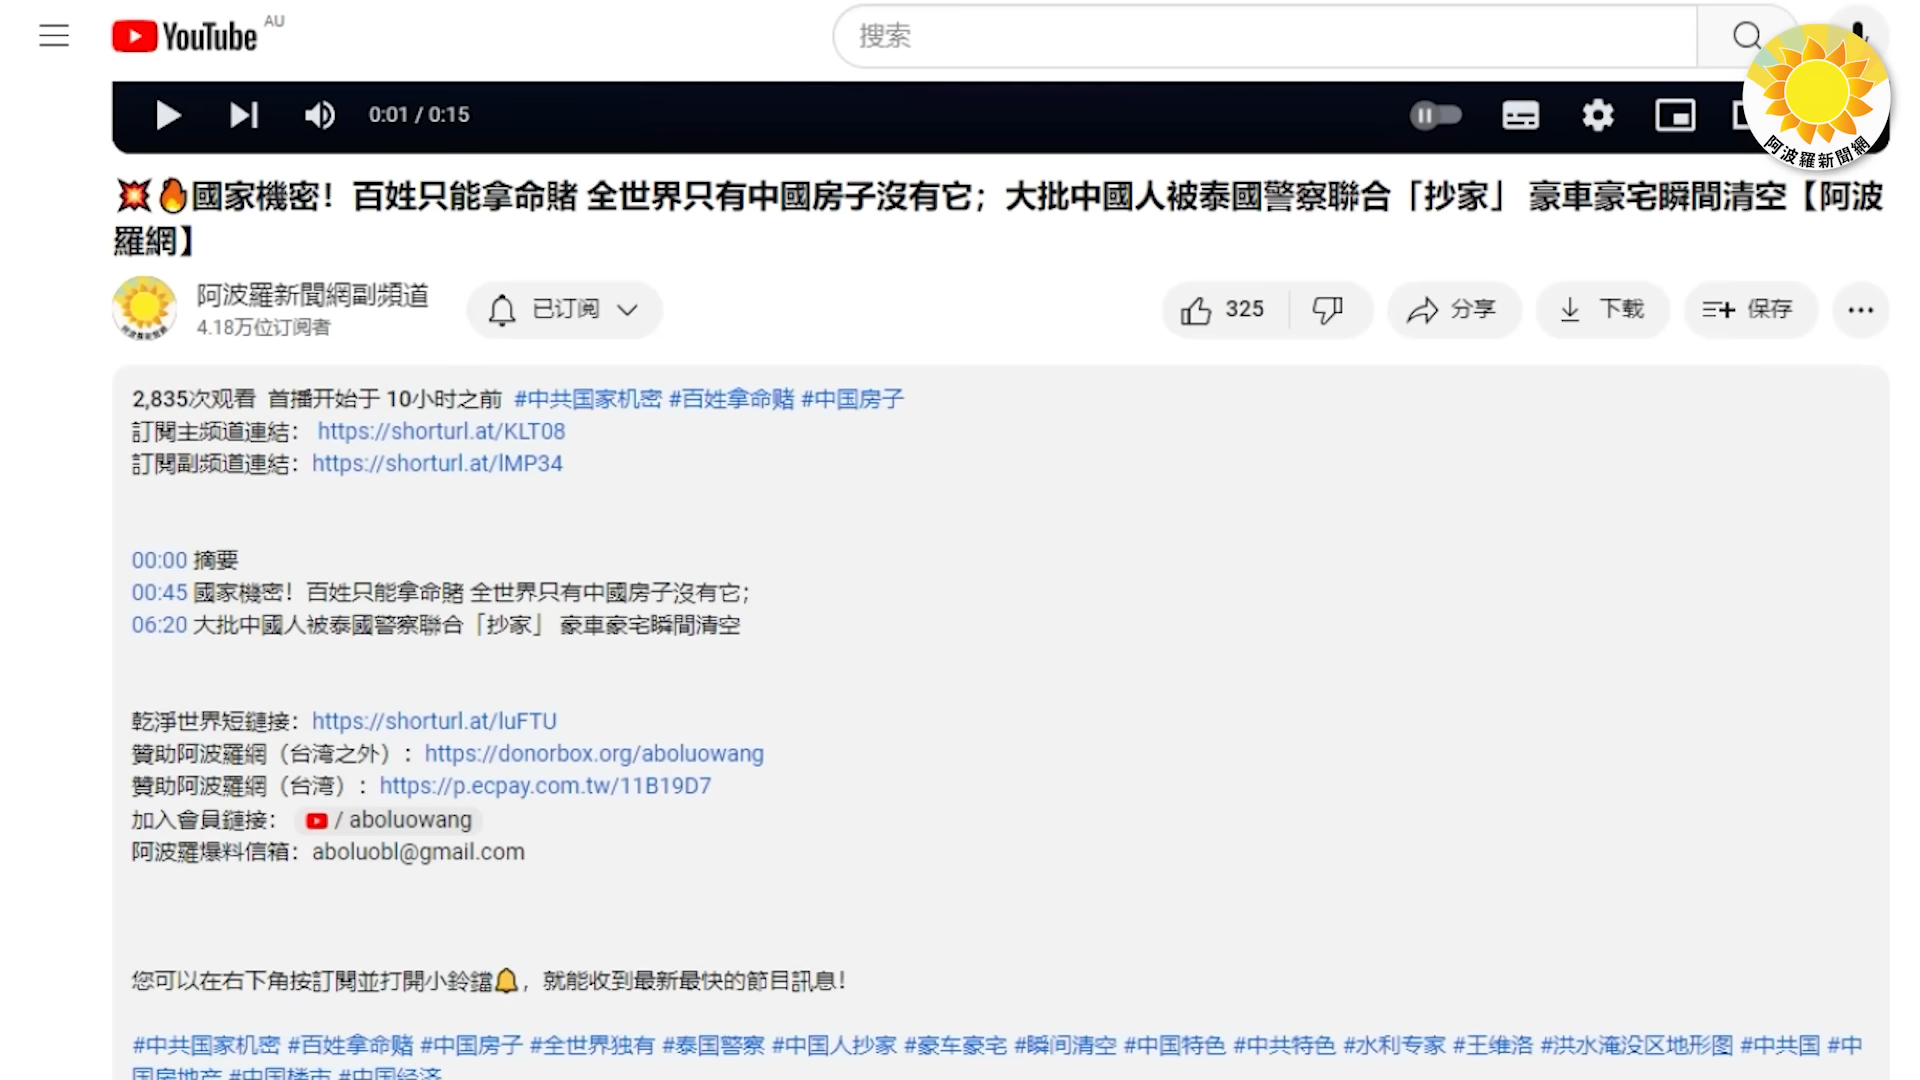 YouTube AU
搜索
阿波羅新聞網
0:01 / 0:15
國家機密！百姓只能拿命賭 全世界只有中國房子沒有它；大批中國人被泰國警察聯合「抄家」 豪車豪宅瞬間清空【阿波
羅網】
阿波羅新聞網副頻道
4.18万位订阅者
已订阅
325
分享
下载
保存
2,835次观看 首播开始于 10小时之前 #中共国家机密 #百姓拿命赌 #中国房子
訂閱主频道連結： https://shorturl.at/KLT08
訂閱副频道連結：https://shorturl.at/lMP34
00:00 摘要
00:45 國家機密！百姓只能拿命賭 全世界只有中國房子沒有它；
06:20 大批中國人被泰國警察聯合「抄家」 豪車豪宅瞬間清空
乾淨世界短鏈接：https://shorturl.at/luFTU
贊助阿波羅網（台湾之外）：https://donorbox.org/aboluowang
贊助阿波羅網（台湾）：https://p.ecpay.com.tw/11B19D7
加入會員鏈接： / aboluowang
阿波羅爆料信箱：aboluobl@gmail.com
您可以在右下角按訂閱並打開小鈴鐺🔔，就能收到最新最快的節目訊息！
#中共国家机密 #百姓拿命赌 #中国房子 #全世界独有 #泰国警察 #中国人抄家 #豪车豪宅 #瞬间清空 #中国特色 #中共特色 #水利专家 #王维洛 #洪水淹没区地形图 #中共国 #中
国房地产 #中国楼市 #中国经济